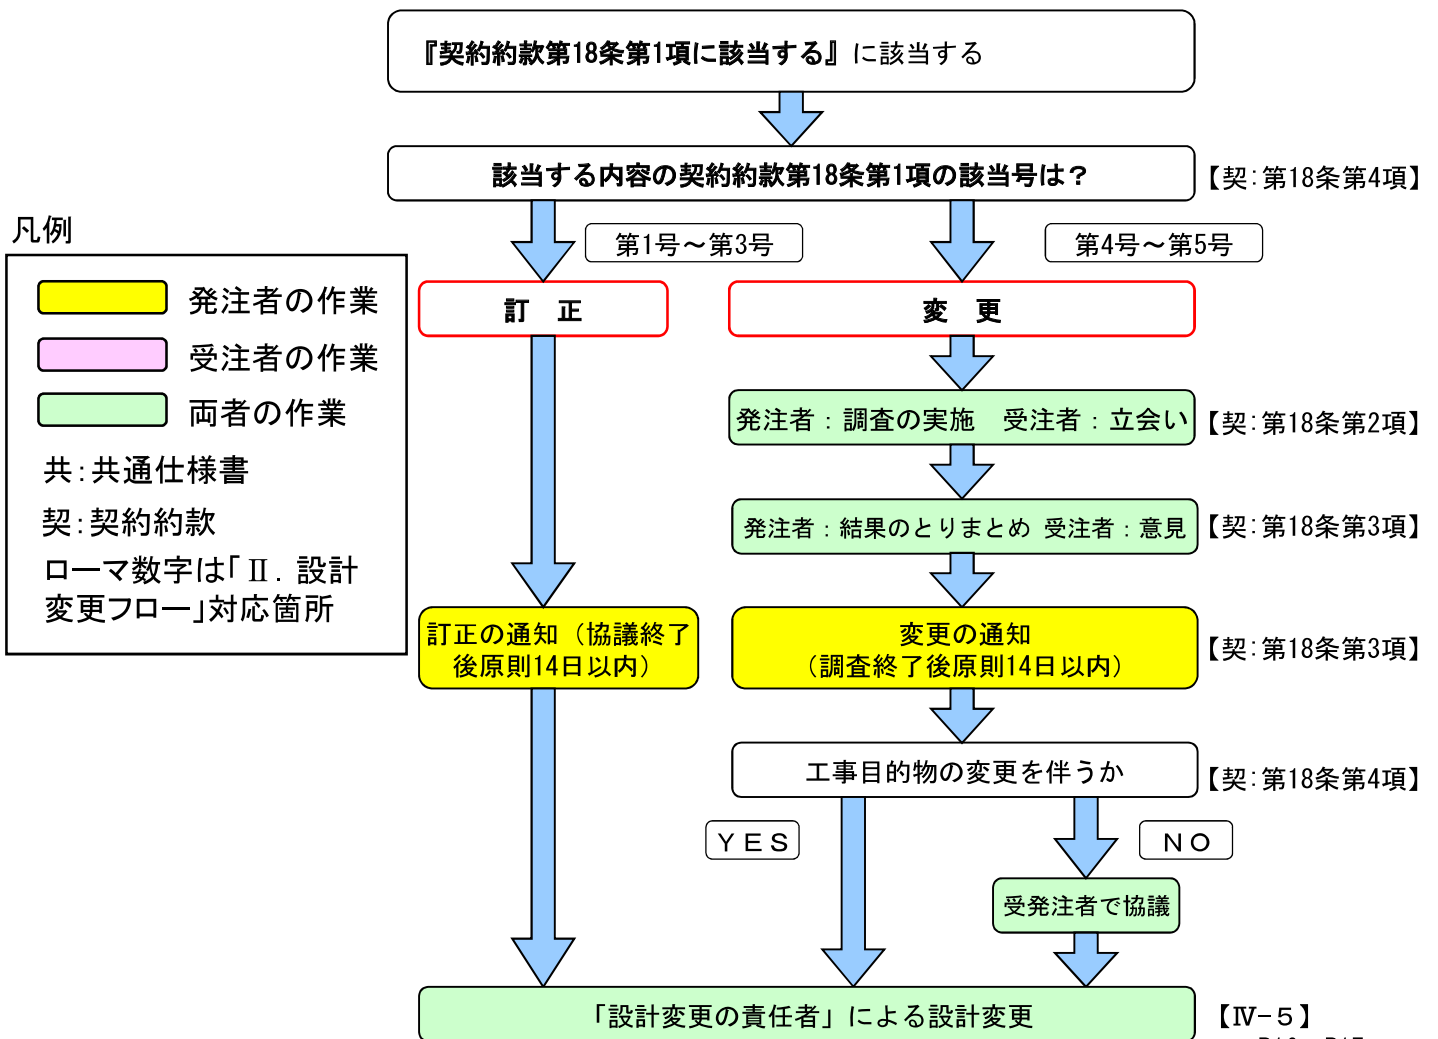 『契約約款第18条第1項に該当する』に該当する
該当する内容の契約約款第18条第1項の該当号は？
【契:第18条第4項】
第1号～第3号
第4号～第5号
凡例
発注者の作業
受注者の作業
両者の作業
共:共通仕様書
契:契約約款
ローマ数字は「Ⅱ．設計
変更フロー」対応箇所
訂　正
変　更
発注者：調査の実施　受注者：立会い
【契:第18条第2項】
発注者：結果のとりまとめ 受注者：意見
【契:第18条第3項】
訂正の通知（協議終了
後原則14日以内）
変更の通知
（調査終了後原則14日以内）
【契:第18条第3項】
工事目的物の変更を伴うか
【契:第18条第4項】
ＹＥＳ
ＮＯ
受発注者で協議
「設計変更の責任者」による設計変更
【Ⅳ-５】